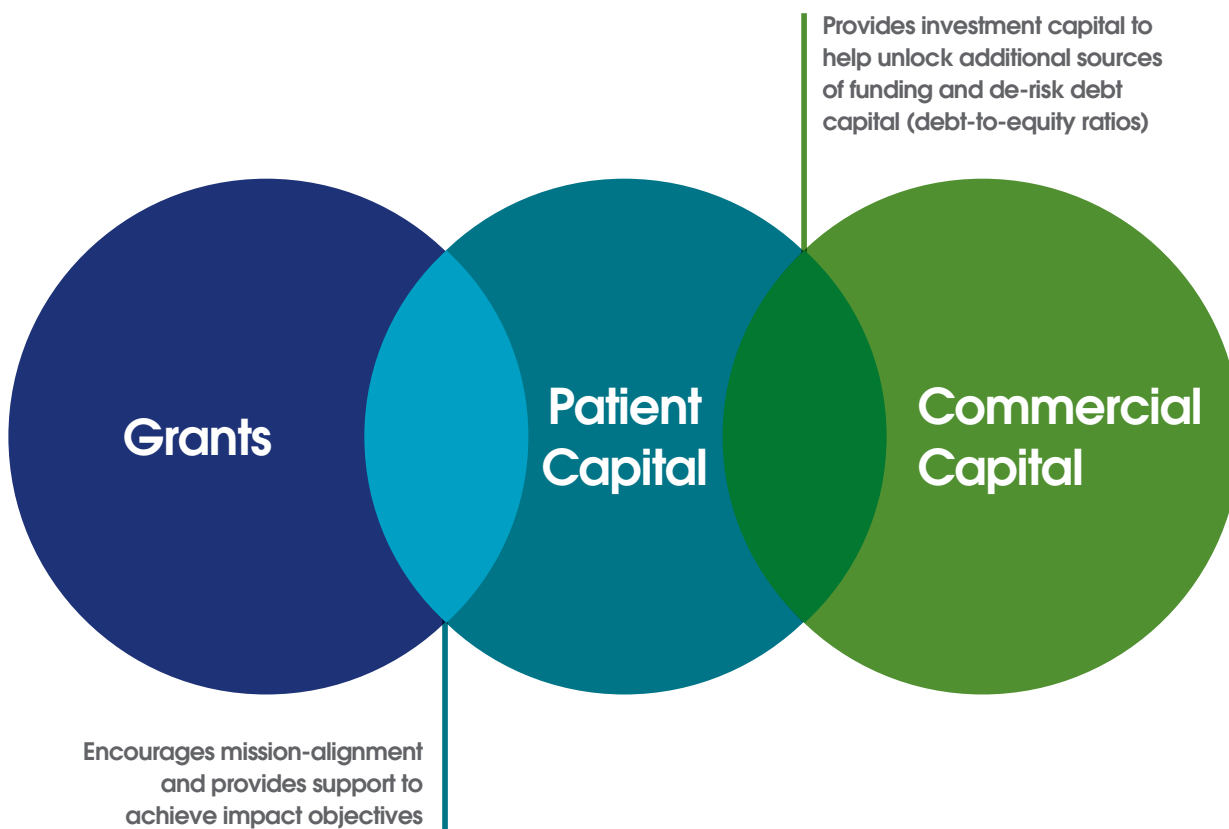 Provides investment capital to
help unlock additional sources
of funding and de-risk debt
capital (debt-to-equity ratios)
Grants
Patient
Capital
Commercial
Capital
Encourages mission-alignment
and provides support to
achieve impact objectives